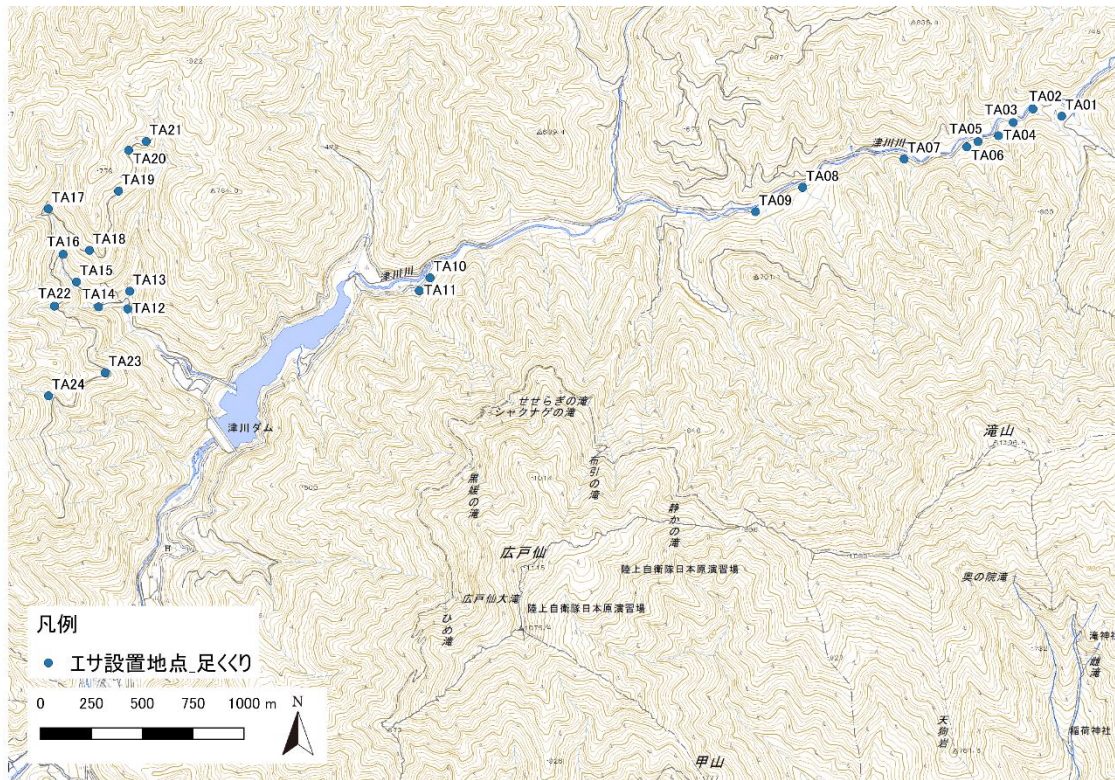 TA02
TA01
TA03
TA04
TA05
津川川
TA06
TA07
TA21
TA20
TA19
TA08
TA09
TA17
TA18
TA16
津川川
TA10
TA11
TA15
TA13
TA22
TA14
TA12
TA23
TA24
せせらぎの滝
シャクナゲの滝
津川ダム
滝山
布引の滝
1014
静かの滝
広戸仙
陸上自衛隊日本原演習場
奥の院滝
広戸仙大滝
陸上自衛隊日本原演習場
ひめ滝
滝神社
雌滝
天狗岩
稲荷神社
甲山
凡例
エサ設置地点_足くくり
0 250 500 750 1000 m
N